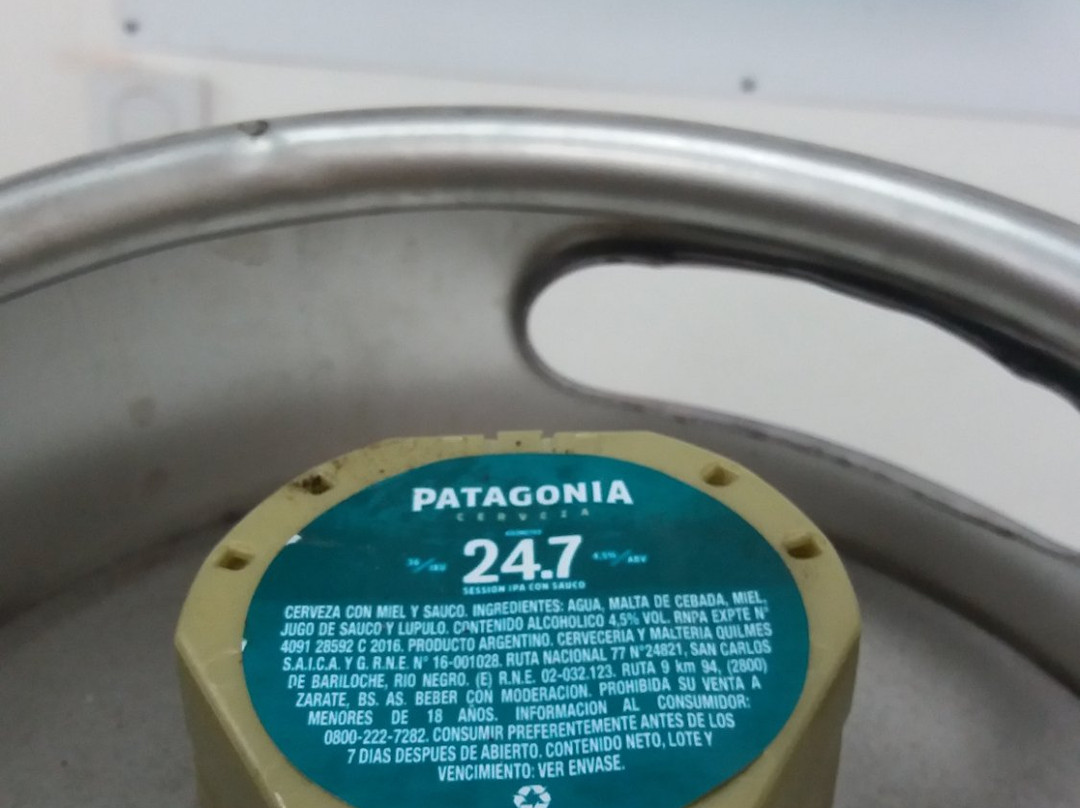 PATAGONIA
CERVEZA
24.7
4.5% ABV
SESSION IPA CON SAUCO
CERVEZA CON MIEL Y SAUCO. INGREDIENTES: AGUA, MALTA DE CEBADA, MIEL,
JUGO DE SAUCO Y LUPULO. CONTENIDO ALCOHOLICO 4,5% VOL. RNPA EXPTE N°
4091 28592 C 2016. PRODUCTO ARGENTINO. CERVECERIA Y MALTERIA QUILMES
S.A.I.C.A. Y G. R.N.E. N° 16-001028. RUTA NACIONAL 77 N°24821, SAN CARLOS
DE BARILOCHE, RIO NEGRO. (E) R.N.E. 02-032.123. RUTA 9 km 94, (2800)
ZARATE, BS. AS. BEBER CON MODERACION. PROHIBIDA SU VENTA A
MENORES DE 18 AÑOS. INFORMACION AL CONSUMIDOR:
0800-222-7282. CONSUMIR PREFERENTEMENTE ANTES DE LOS
7 DIAS DESPUES DE ABIERTO. CONTENIDO NETO, LOTE Y
VENCIMIENTO: VER ENVASE.